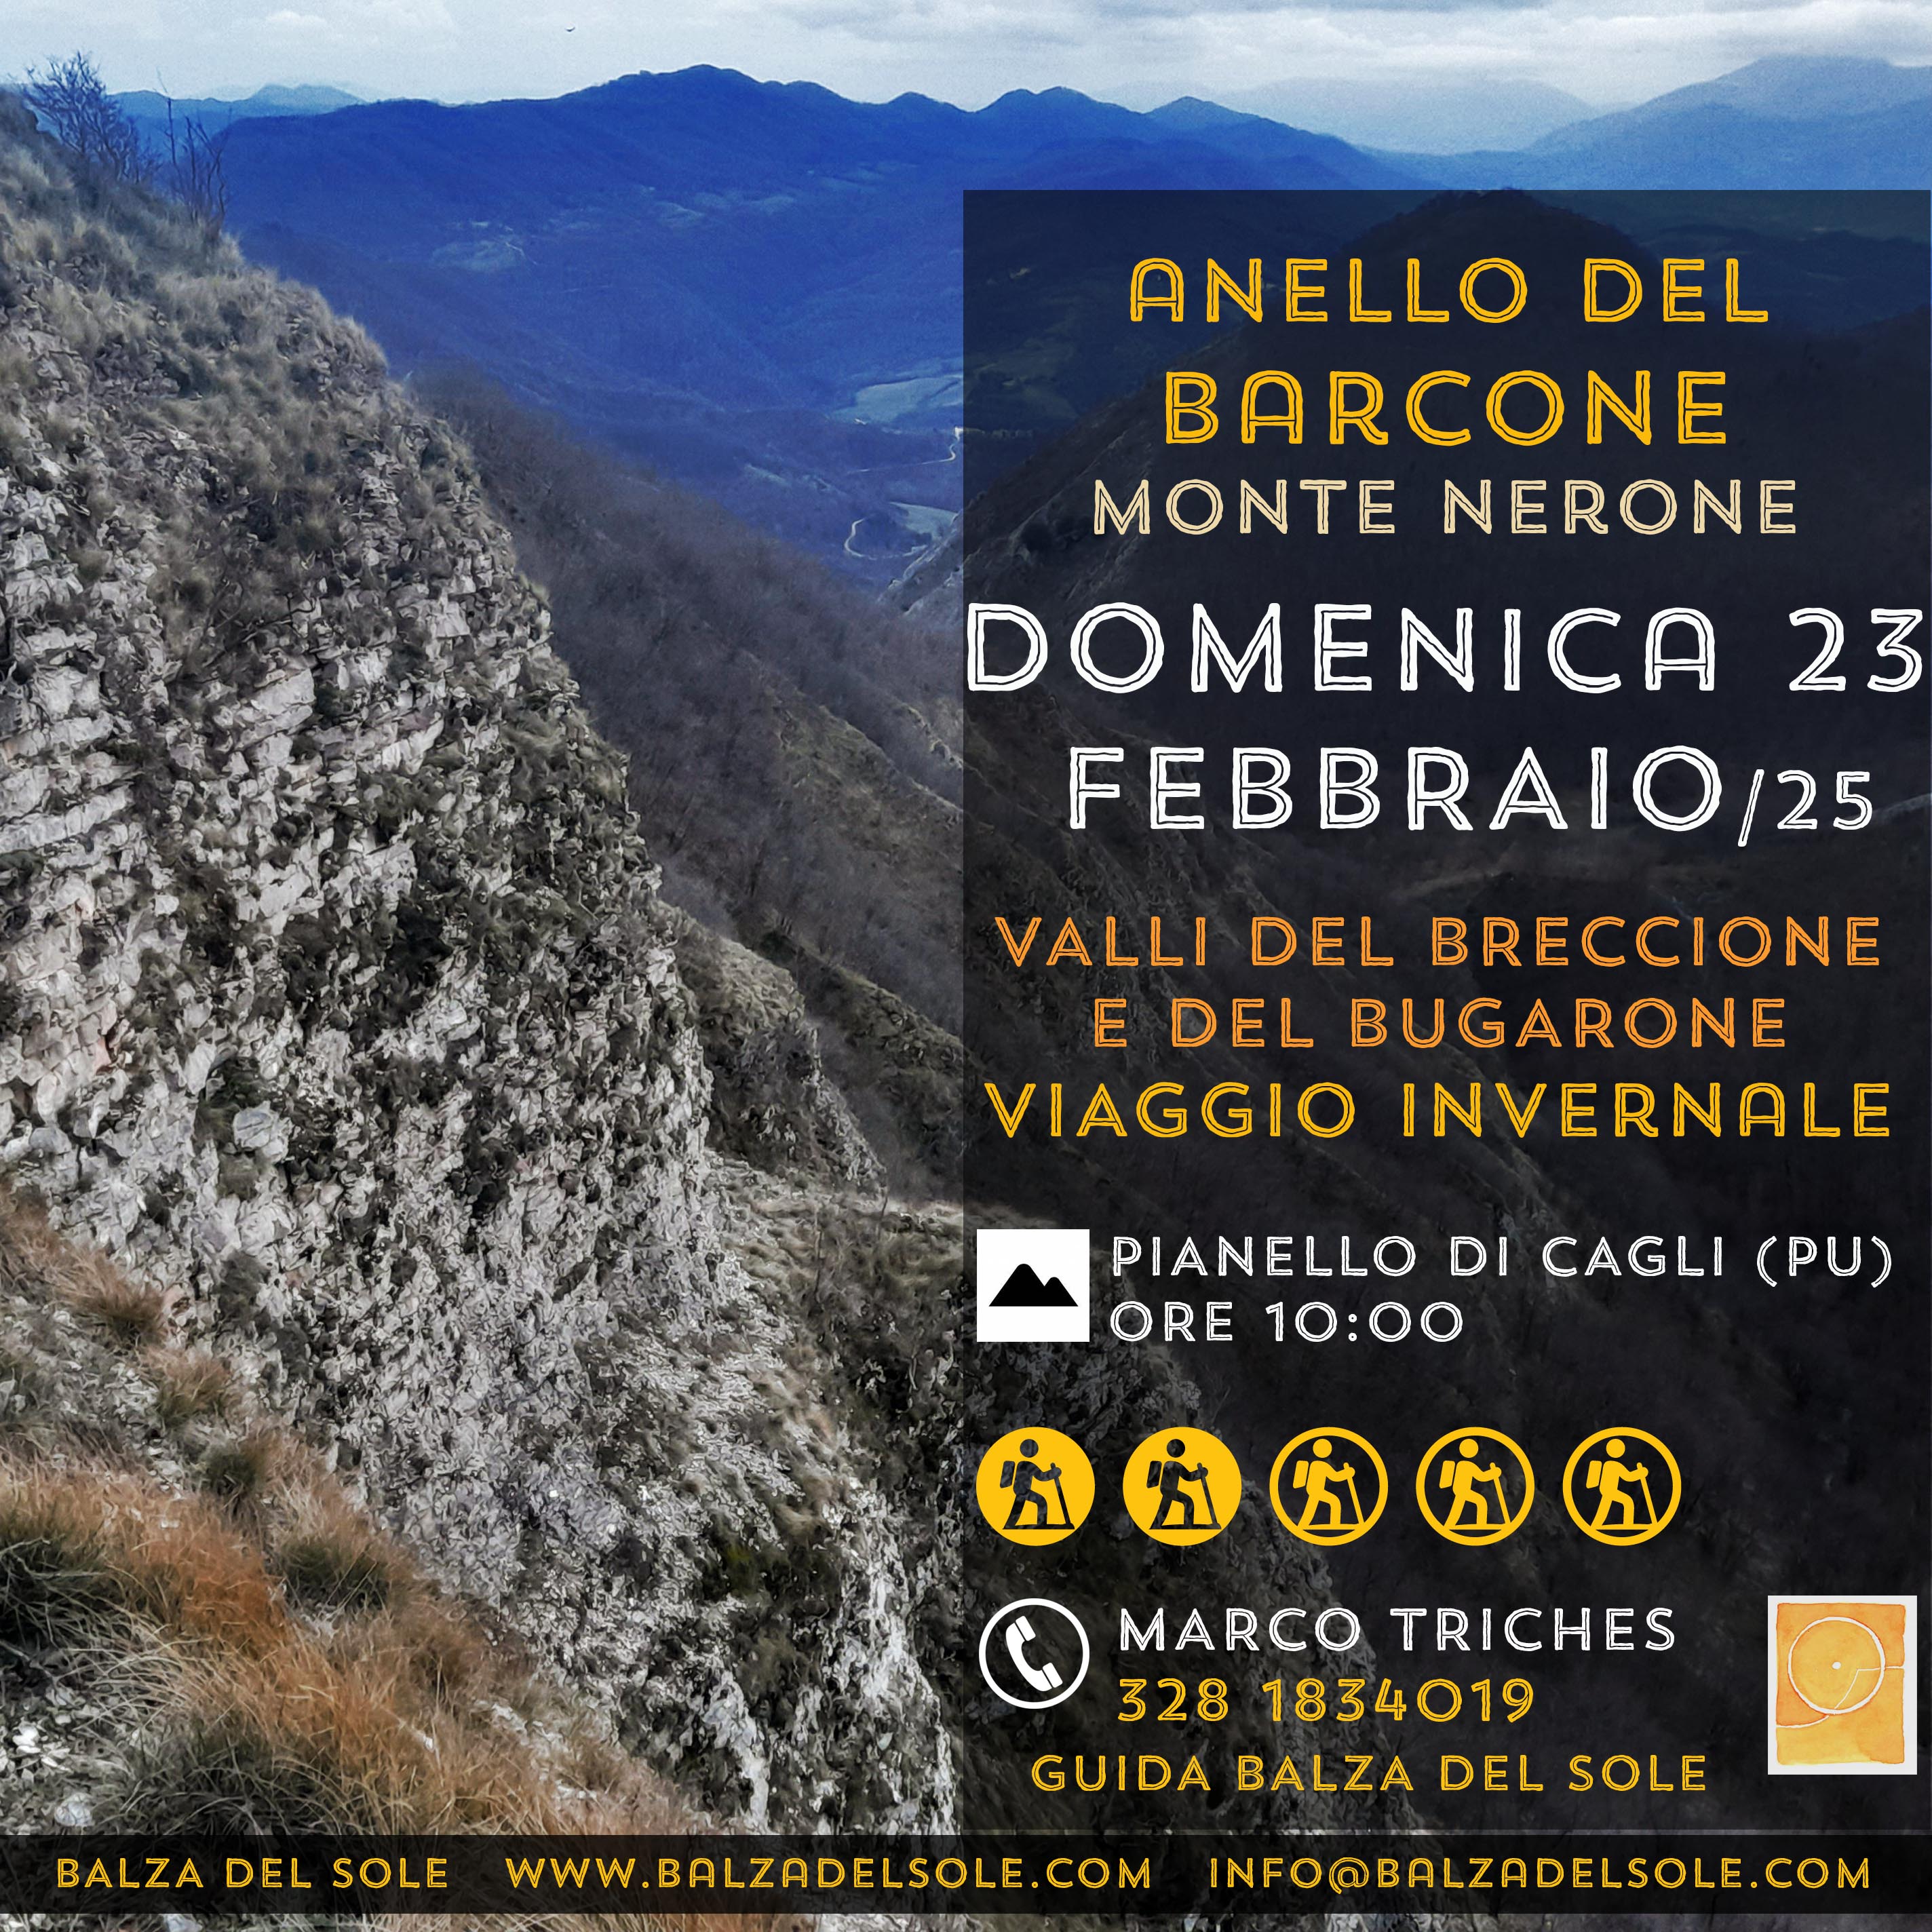 ANELLO DEL
BARCONE
MONTE NERONE
DOMENICA 23
FEBBRAIO/25
VALLI DEL BRECCIONE
E DEL BUGARONE
VIAGGIO INVERNALE
PIANELLO DI CAGLI (PU)
ORE 10:00
MARCO TRICHES
328 1834019
GUIDA BALZA DEL SOLE
BALZA DEL SOLE WWW.BALZADELSOLE.COM INFO@BALZADELSOLE.COM